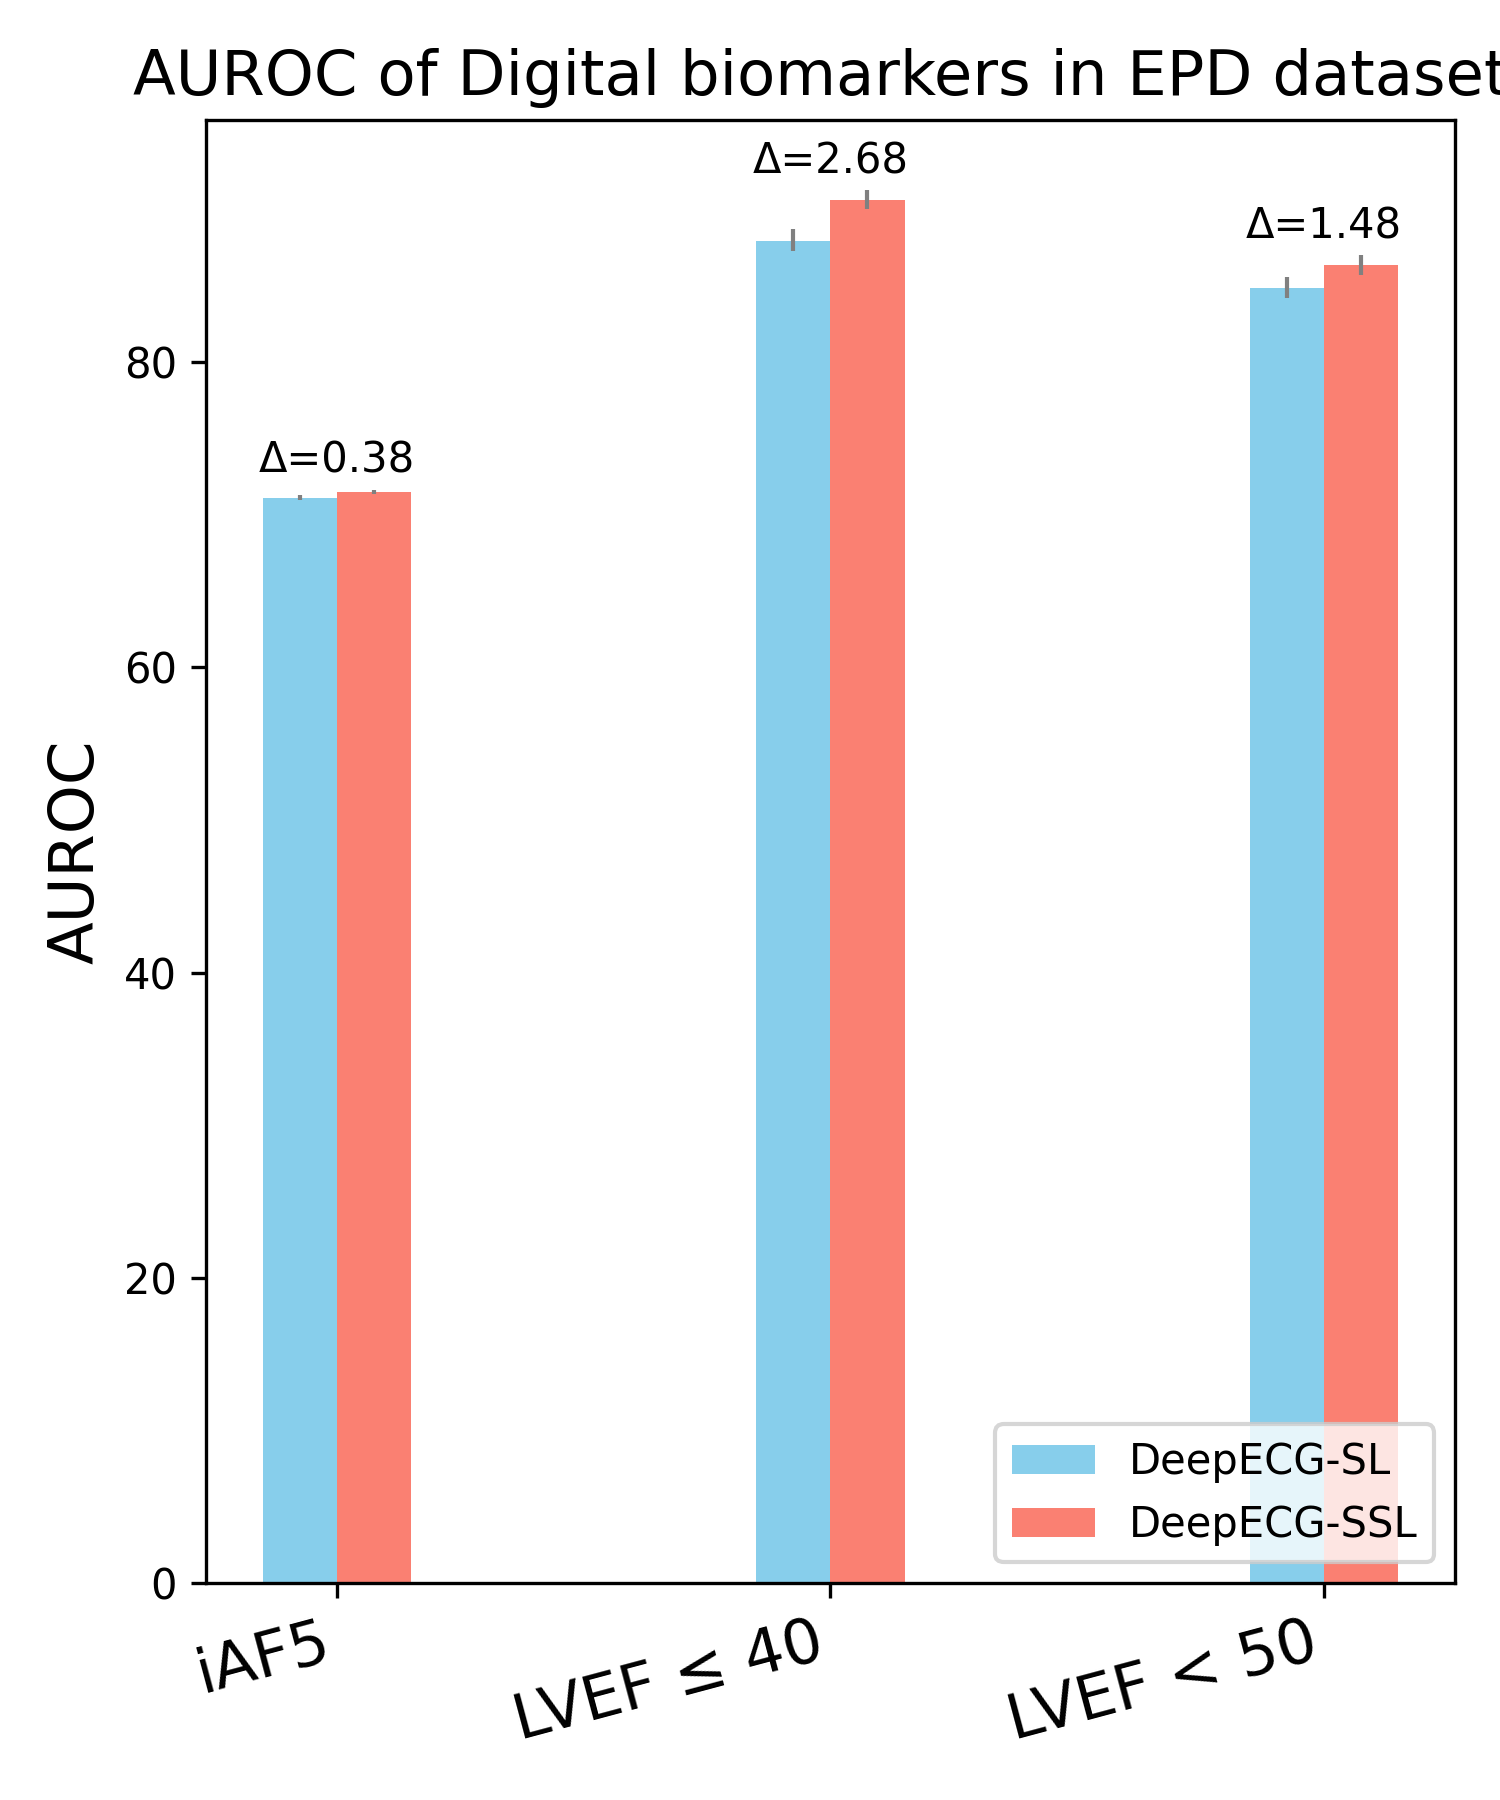 AUROC of Digital biomarkers in EPD dataset
Δ=2.68
Δ=1.48
Δ=0.38
80
60
40
20
0
AUROC
DeepECG-SL
DeepECG-SSL
iAF5
LVEF ≤ 40
LVEF < 50